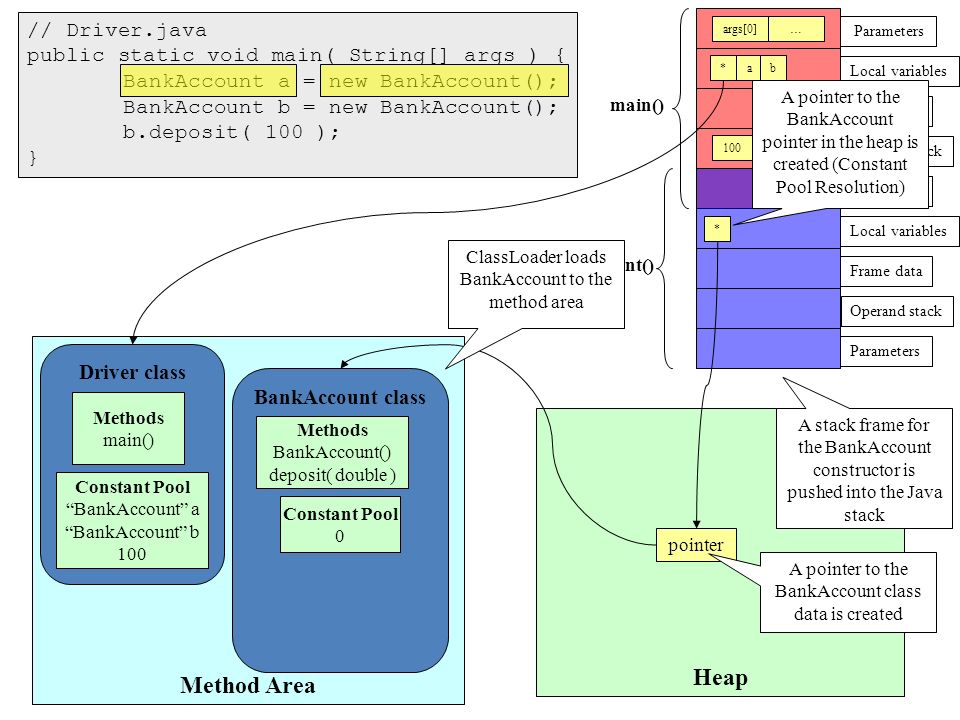 // Driver.java
public static void main( String[] args ) {
BankAccount a = new BankAccount();
BankAccount b = new BankAccount();
b.deposit( 100 );
}
args[0] …
Parameters
* a b
Local variables
main()
100
ck
A pointer to the
BankAccount
pointer in the heap is
created (Constant
Pool Resolution)
*
Local variables
nt()
Frame data
Operand stack
Parameters
ClassLoader loads
BankAccount to the
method area
Driver class
Methods
main()
Constant Pool
“BankAccount” a
“BankAccount” b
100
BankAccount class
Methods
BankAccount()
deposit( double )
Constant Pool
0
Method Area
A stack frame for
the BankAccount
constructor is
pushed into the Java
stack
pointer
A pointer to the
BankAccount class
data is created
Heap